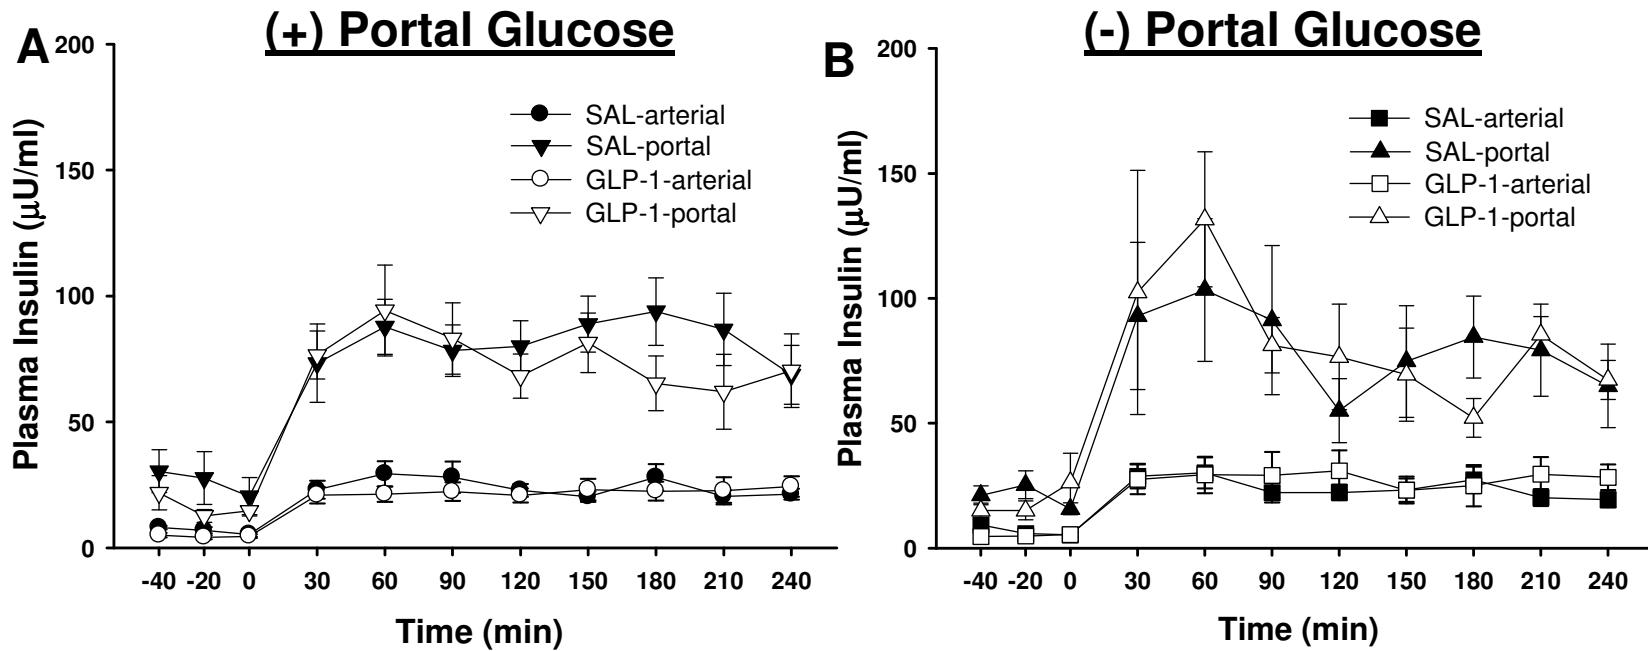 A
(+) Portal Glucose
Plasma Insulin (μU/ml)
200
150
100
50
0
SAL-arterial
SAL-portal
GLP-1-arterial
GLP-1-portal
-40 -20 0 30 60 90 120 150 180 210 240
Time (min)
B
(-) Portal Glucose
Plasma Insulin (μU/ml)
200
150
100
50
0
SAL-arterial
SAL-portal
GLP-1-arterial
GLP-1-portal
-40 -20 0 30 60 90 120 150 180 210 240
Time (min)